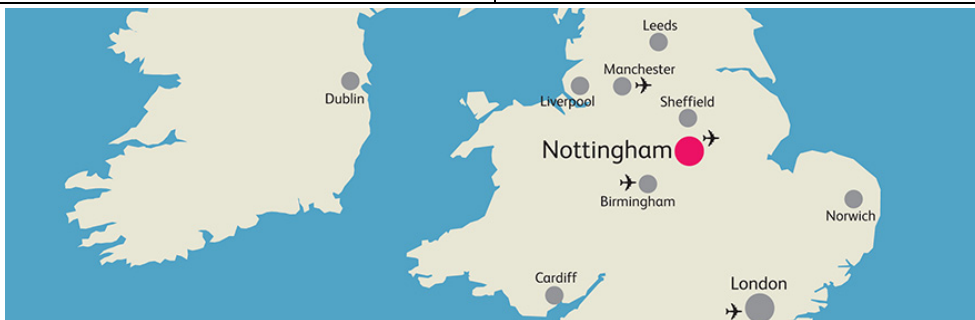 Leeds
Manchester
Dublin
Liverpool
Sheffield
Nottingham
Birmingham
Norwich
Cardiff
London